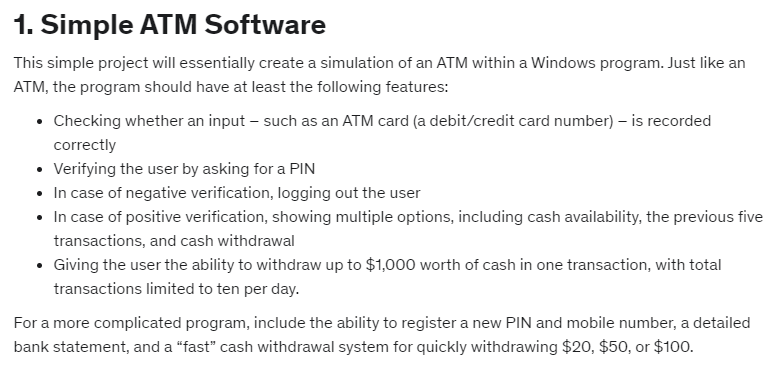 1. Simple ATM Software
This simple project will essentially create a simulation of an ATM within a Windows program. Just like an
ATM, the program should have at least the following features:
• Checking whether an input – such as an ATM card (a debit/credit card number) – is recorded
correctly
• Verifying the user by asking for a PIN
• In case of negative verification, logging out the user
• In case of positive verification, showing multiple options, including cash availability, the previous five
transactions, and cash withdrawal
• Giving the user the ability to withdraw up to $1,000 worth of cash in one transaction, with total
transactions limited to ten per day.
For a more complicated program, include the ability to register a new PIN and mobile number, a detailed
bank statement, and a “fast” cash withdrawal system for quickly withdrawing $20, $50, or $100.